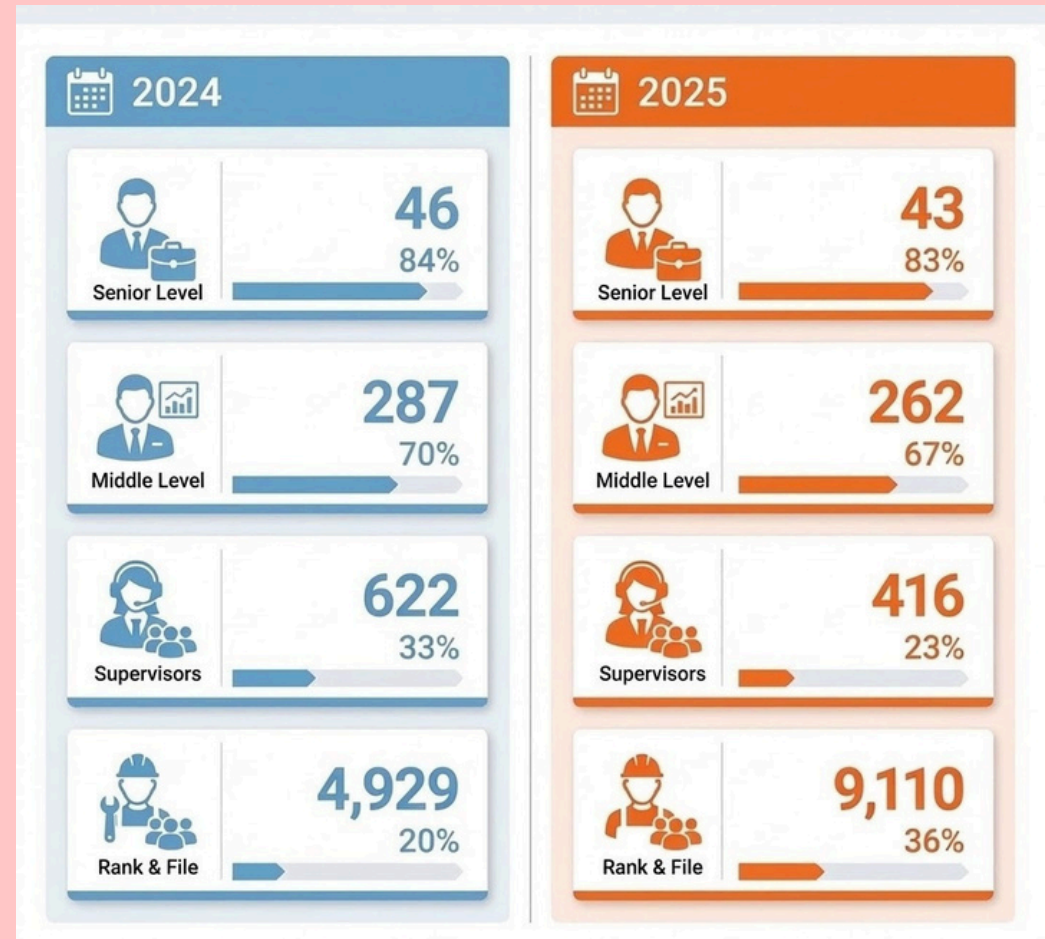 2024
46
84%
Senior Level
287
70%
Middle Level
622
33%
Supervisors
4,929
20%
Rank & File
2025
43
83%
Senior Level
262
67%
Middle Level
416
23%
Supervisors
9,110
36%
Rank & File